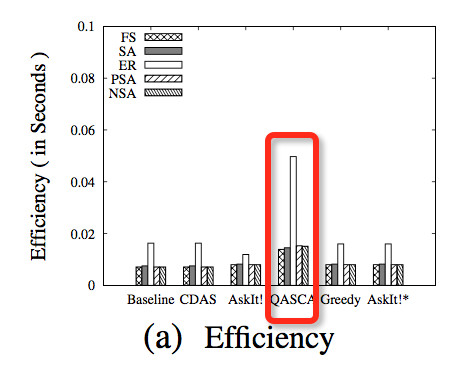 0.1
0.08
0.06
0.04
0.02
0
Efficiency ( in Seconds )
FS
SA
ER
PSA
NSA
Baseline CDAS AskIt! QASCA Greedy AskIt!*
(a) Efficiency